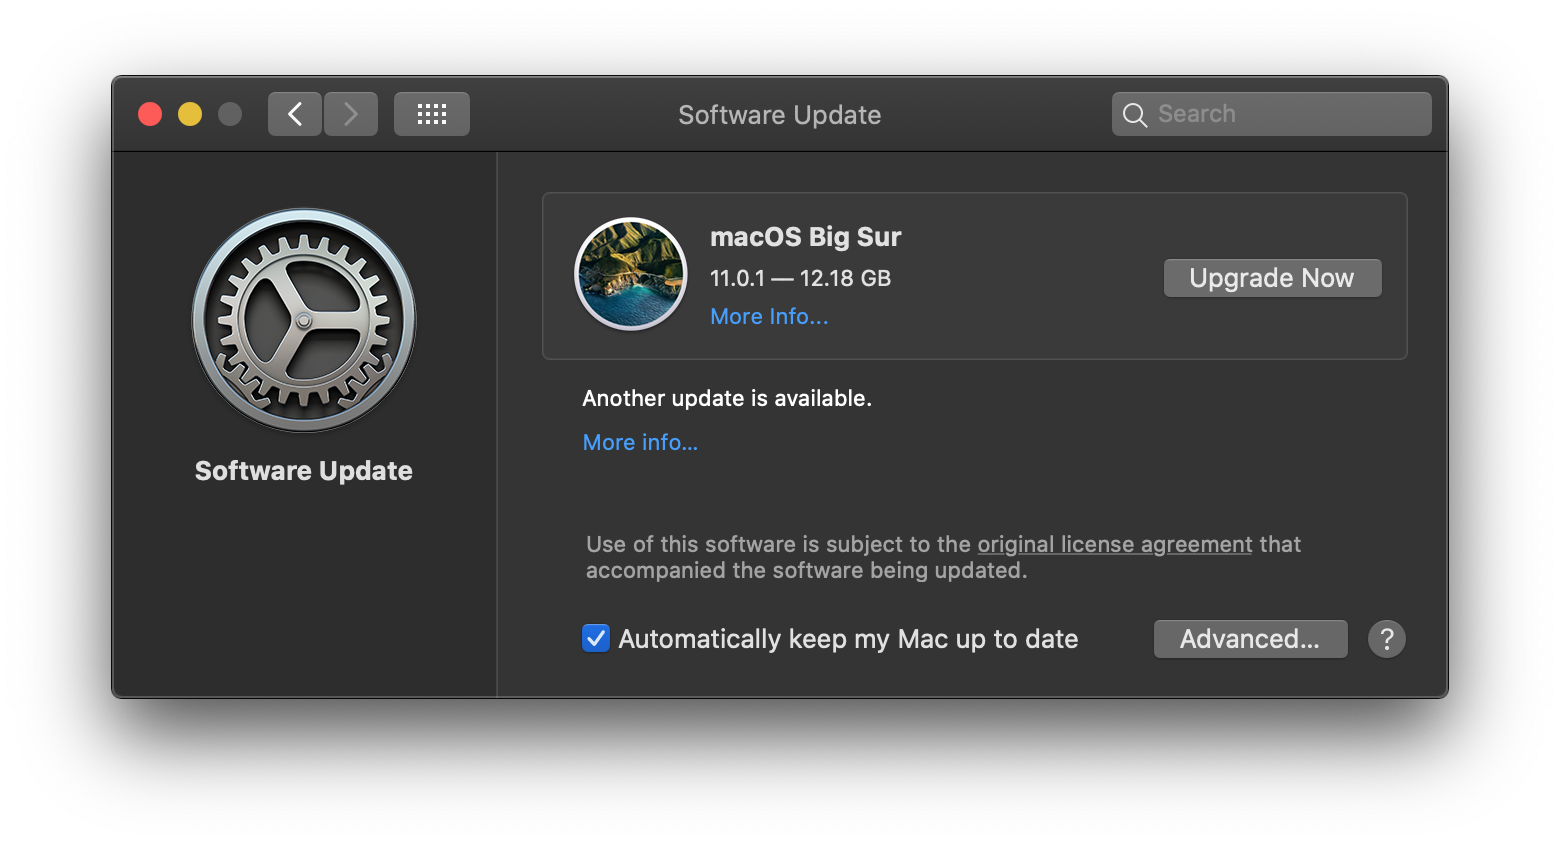 Software Update
Search
Software Update
macOS Big Sur
11.0.1 — 12.18 GB
More Info...
Upgrade Now
Another update is available.
More info...
Use of this software is subject to the original license agreement that
accompanied the software being updated.
Automatically keep my Mac up to date
Advanced...
?